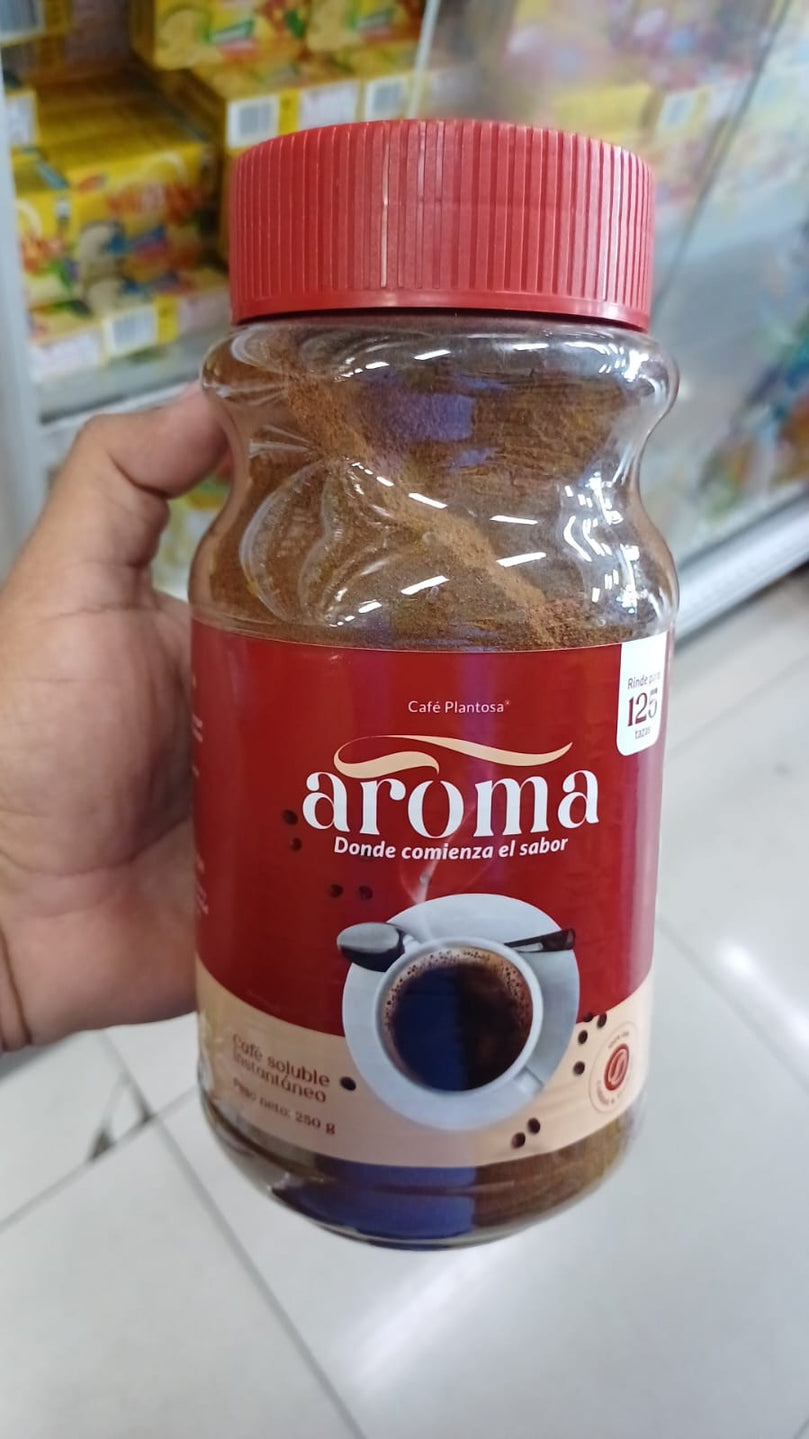 Café Plantosa®
Rinde para
125
tazas
aroma
Donde comienza el sabor
Café soluble
instantáneo
Peso neto: 250 g